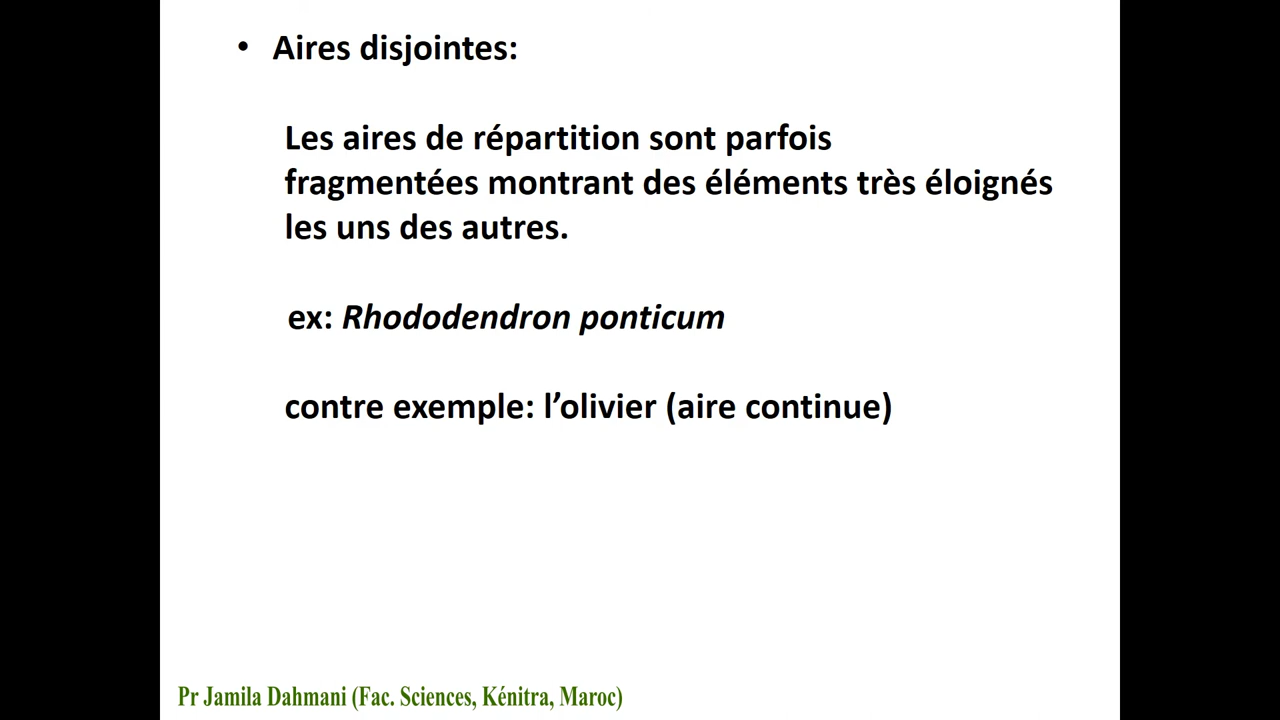 • Aires disjointes:
Les aires de répartition sont parfois
fragmentées montrant des éléments très éloignés
les uns des autres.
ex: Rhododendron ponticum
contre exemple: l’olivier (aire continue)
Pr Jamila Dahmani (Fac. Sciences, Kénitra, Maroc)